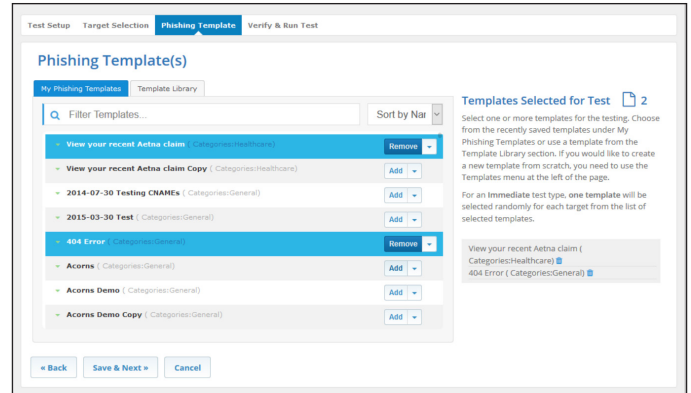 Test Setup Target Selection Phishing Template Verify & Run Test
Phishing Template(s)
My Phishing Templates Template Library
Filter Templates... Sort by Nar
View your recent Aetna claim ( Categories:Healthcare) Remove
View your recent Aetna claim Copy ( Categories:Healthcare) Add
2014-07-30 Testing CNAMEs ( Categories:General) Add
2015-03-30 Test ( Categories:General) Add
404 Error ( Categories:General) Remove
Acorns ( Categories:General) Add
Acorns Demo ( Categories:General) Add
Acorns Demo Copy ( Categories:General) Add
Templates Selected for Test 2
Select one or more templates for the testing. Choose
from the recently saved templates under My
Phishing Templates or use a template from the
Template Library section. If you would like to create
a new template from scratch, you need to use the
Templates menu at the left of the page.
For an Immediate test type, one template will be
selected randomly for each target from the list of
selected templates.
View your recent Aetna claim (
Categories:Healthcare)
404 Error ( Categories:General)
« Back Save & Next » Cancel